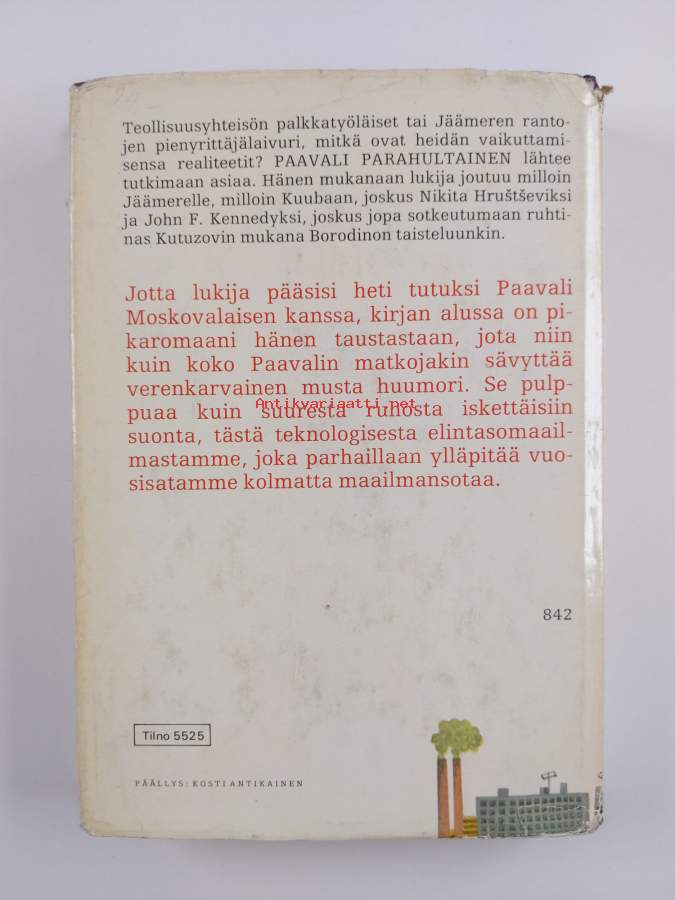 Teollisuusyhteisön palkkatyöläiset tai Jäämeren ranto-
jen pienyrittäjälaivuri, mitkä ovat heidän vaikuttami-
sensa realiteetit? PAAVALI PARAHULTAINEN lähtee
tutkimaan asiaa. Hänen mukanaan lukija joutuu milloin
Jäämerelle, milloin Kuubaan, joskus Nikita Hruštševiksi
ja John F. Kennedyksi, joskus jopa sotkeutumaan ruhti-
nas Kutuzovin mukana Borodinon taisteluunkin.
Jotta lukija pääsisi heti tutuksi Paavali
Moskovalaisen kanssa, kirjan alussa on pi-
karomaani hänen taustastaan, jota niin
kuin koko Paavalin matkojakin sävyttää
verenkarvainen musta huumori. Se pulp-
Antikvariaatti.net
puaa kuin suuresta ruhosta iskettäisiin
suonta, tästä teknologisesta elintasomaail-
mastamme, joka parhaillaan ylläpitää vuo-
sisatamme kolmatta maailmansotaa.
842
Tilno 5525
PÄÄLLYS: KOSTI ANTIKAINEN